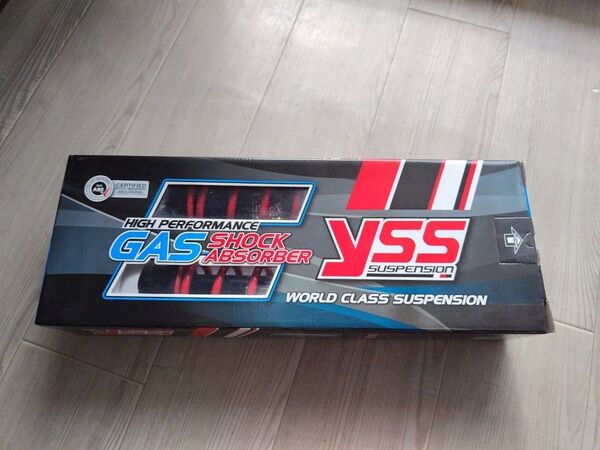 CERTIFIED
HIGH PERFORMANCE
GAS SHOCK
ABSORBER
YSS
SUSPENSION
WORLD CLASS SUSPENSION